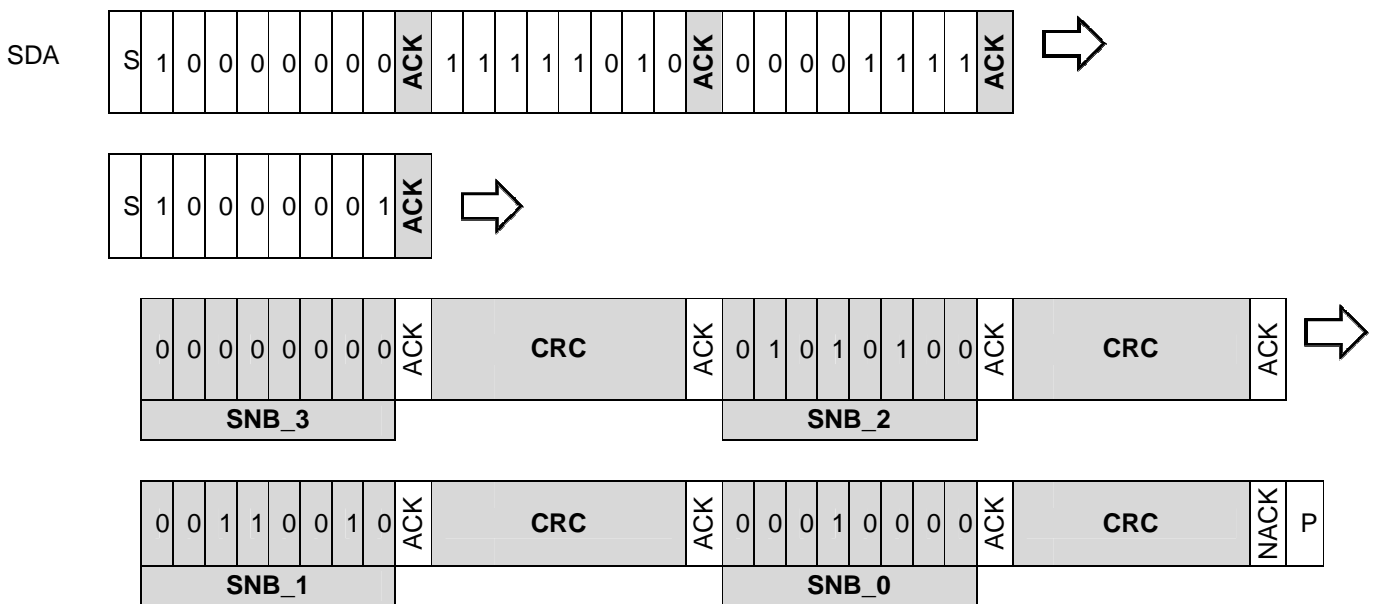 SDA S 1 0 0 0 0 0 0 0 ACK 1 1 1 1 1 0 1 0 ACK 0 0 0 0 1 1 1 1 ACK
S 1 0 0 0 0 0 0 1 ACK
0 0 0 0 0 0 0 0 ACK CRC ACK 0 1 0 1 0 1 0 0 ACK CRC ACK
SNB_3 SNB_2
0 0 1 1 0 0 1 0 ACK CRC ACK 0 0 0 1 0 0 0 0 ACK CRC NACK P
SNB_1 SNB_0